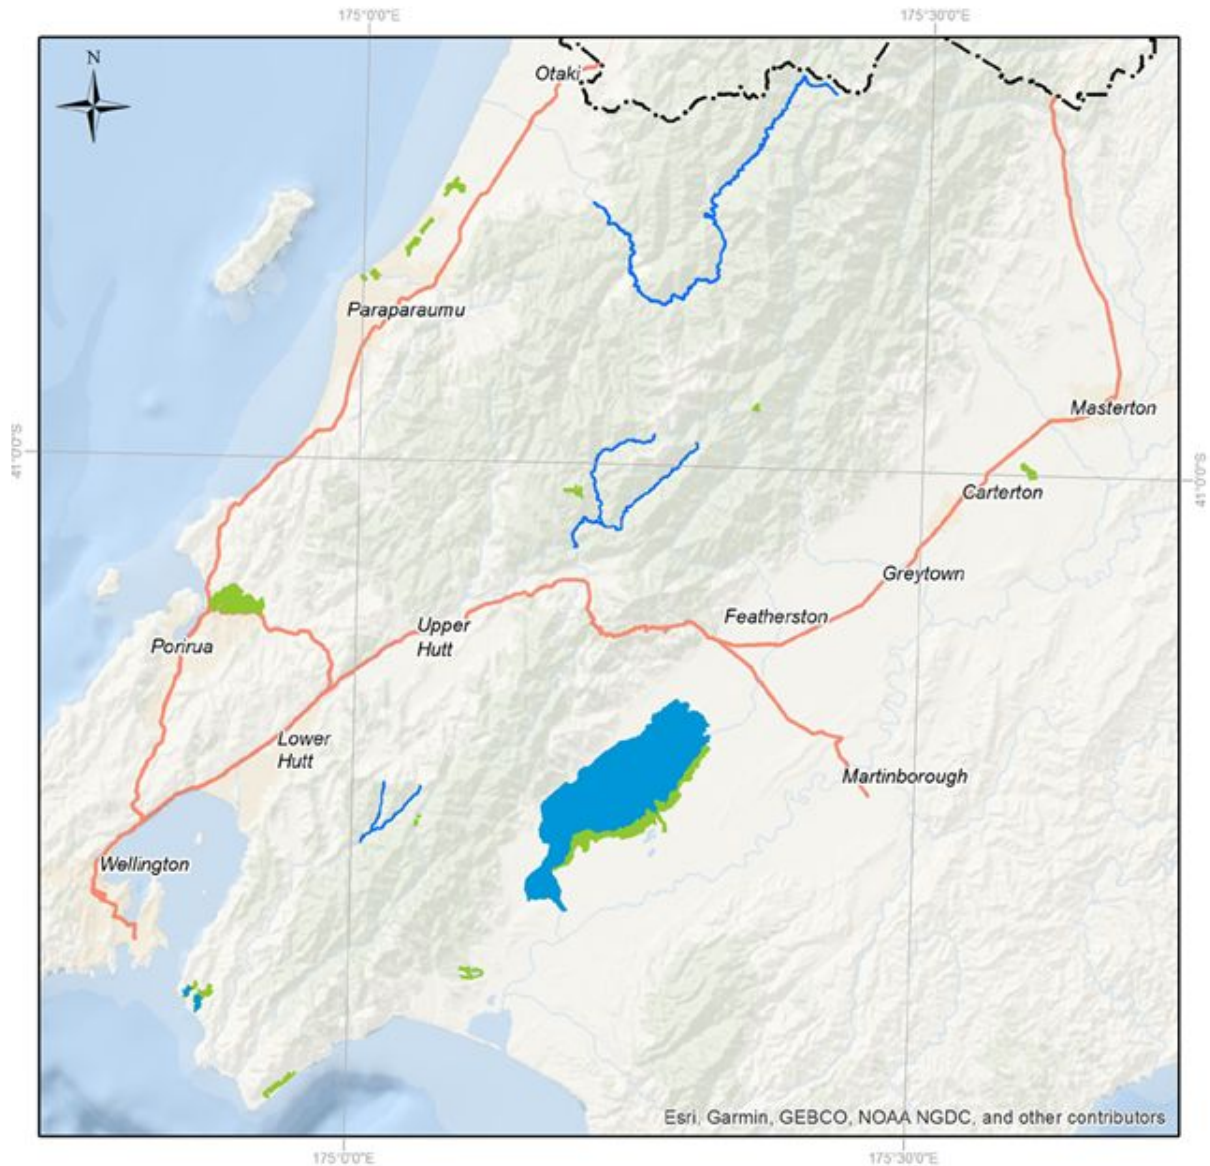 175°0'0"E
175°30'0"E
N
Otaki
Paraparaumu
Masterton
41°0'0"S
41°0'0"S
Carterton
Greytown
Featherston
Upper
Hutt
Porirua
Lower
Hutt
Martinborough
Wellington
Esri, Garmin, GEBCO, NOAA NGDC, and other contributors
175°0'0"E
175°30'0"E